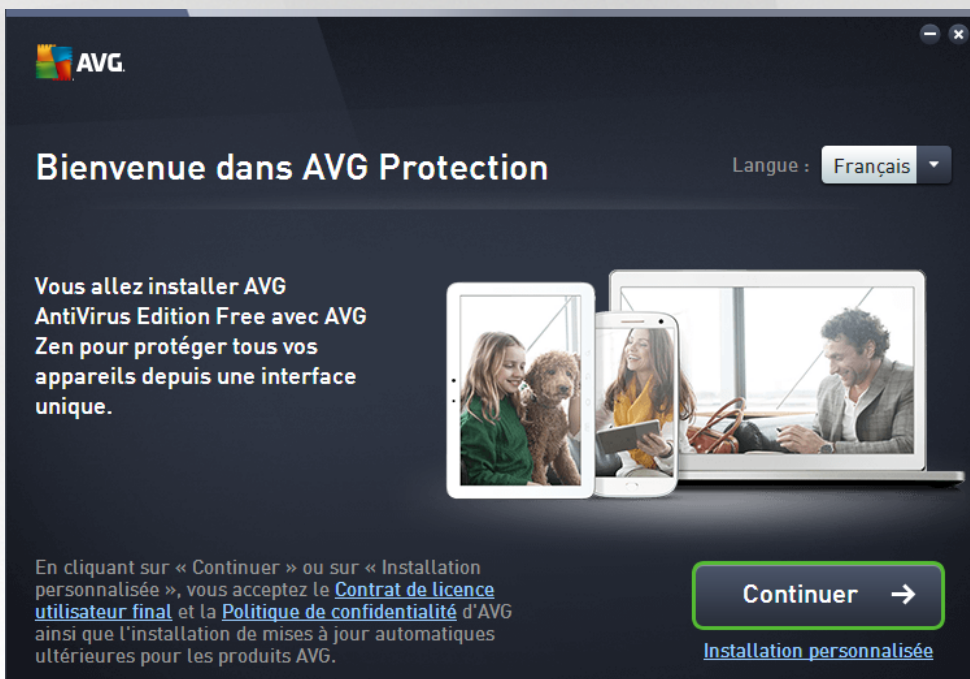 AVG.
Bienvenue dans AVG Protection
Langue : Français
Vous allez installer AVG
AntiVirus Edition Free avec AVG
Zen pour protéger tous vos
appareils depuis une interface
unique.
En cliquant sur « Continuer » ou sur « Installation
personnalisée », vous acceptez le Contrat de licence
utilisateur final et la Politique de confidentialité d'AVG
ainsi que l'installation de mises à jour automatiques
ultérieures pour les produits AVG.
Continuer →
Installation personnalisée